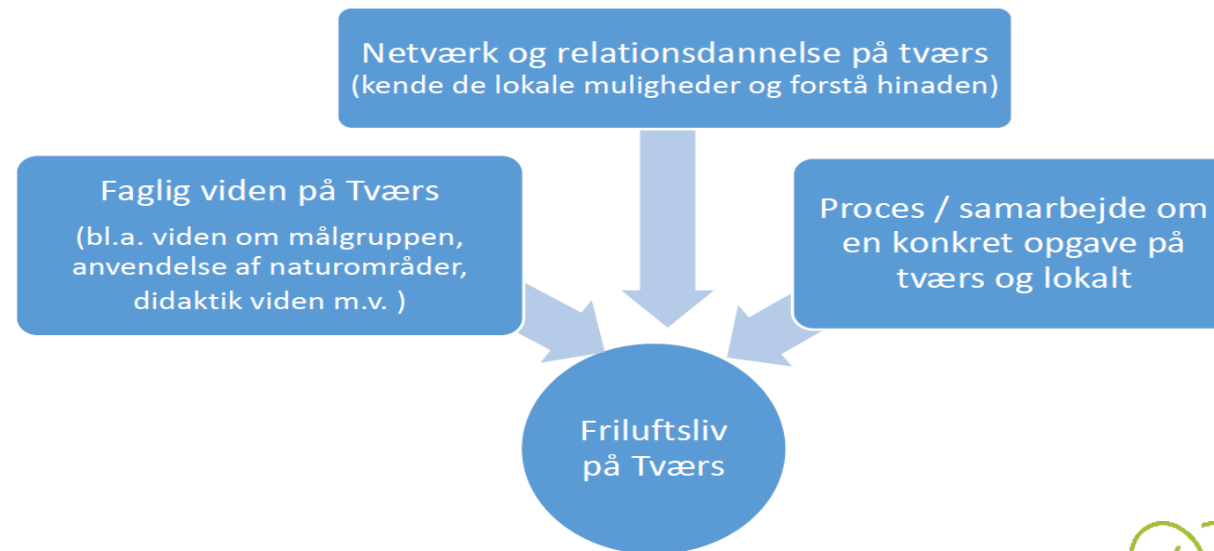 Netværk og relationsdannelse på tværs
(kende de lokale muligheder og forstå hinaden)
Faglig viden på Tværs
(bl.a. viden om målgruppen,
anvendelse af naturområder,
didaktik viden m.v. )
Proces / samarbejde om
en konkret opgave på
tværs og lokalt
Friluftsliv
på Tværs